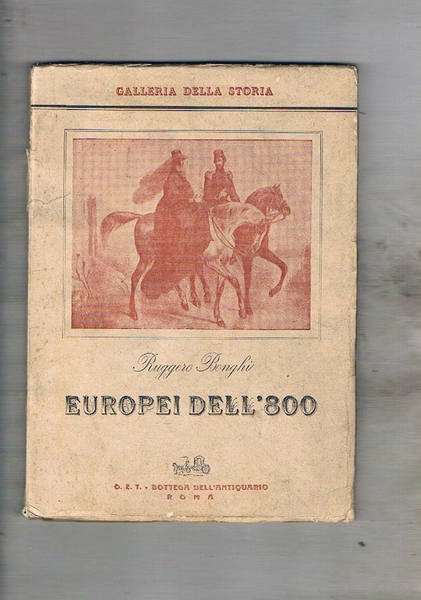 GALLERIA DELLA STORIA
Ruggero Bonghi
EUROPEI DELL'800
O. E. T. - BOTTEGA DELL'ANTIQUARIO
ROMA